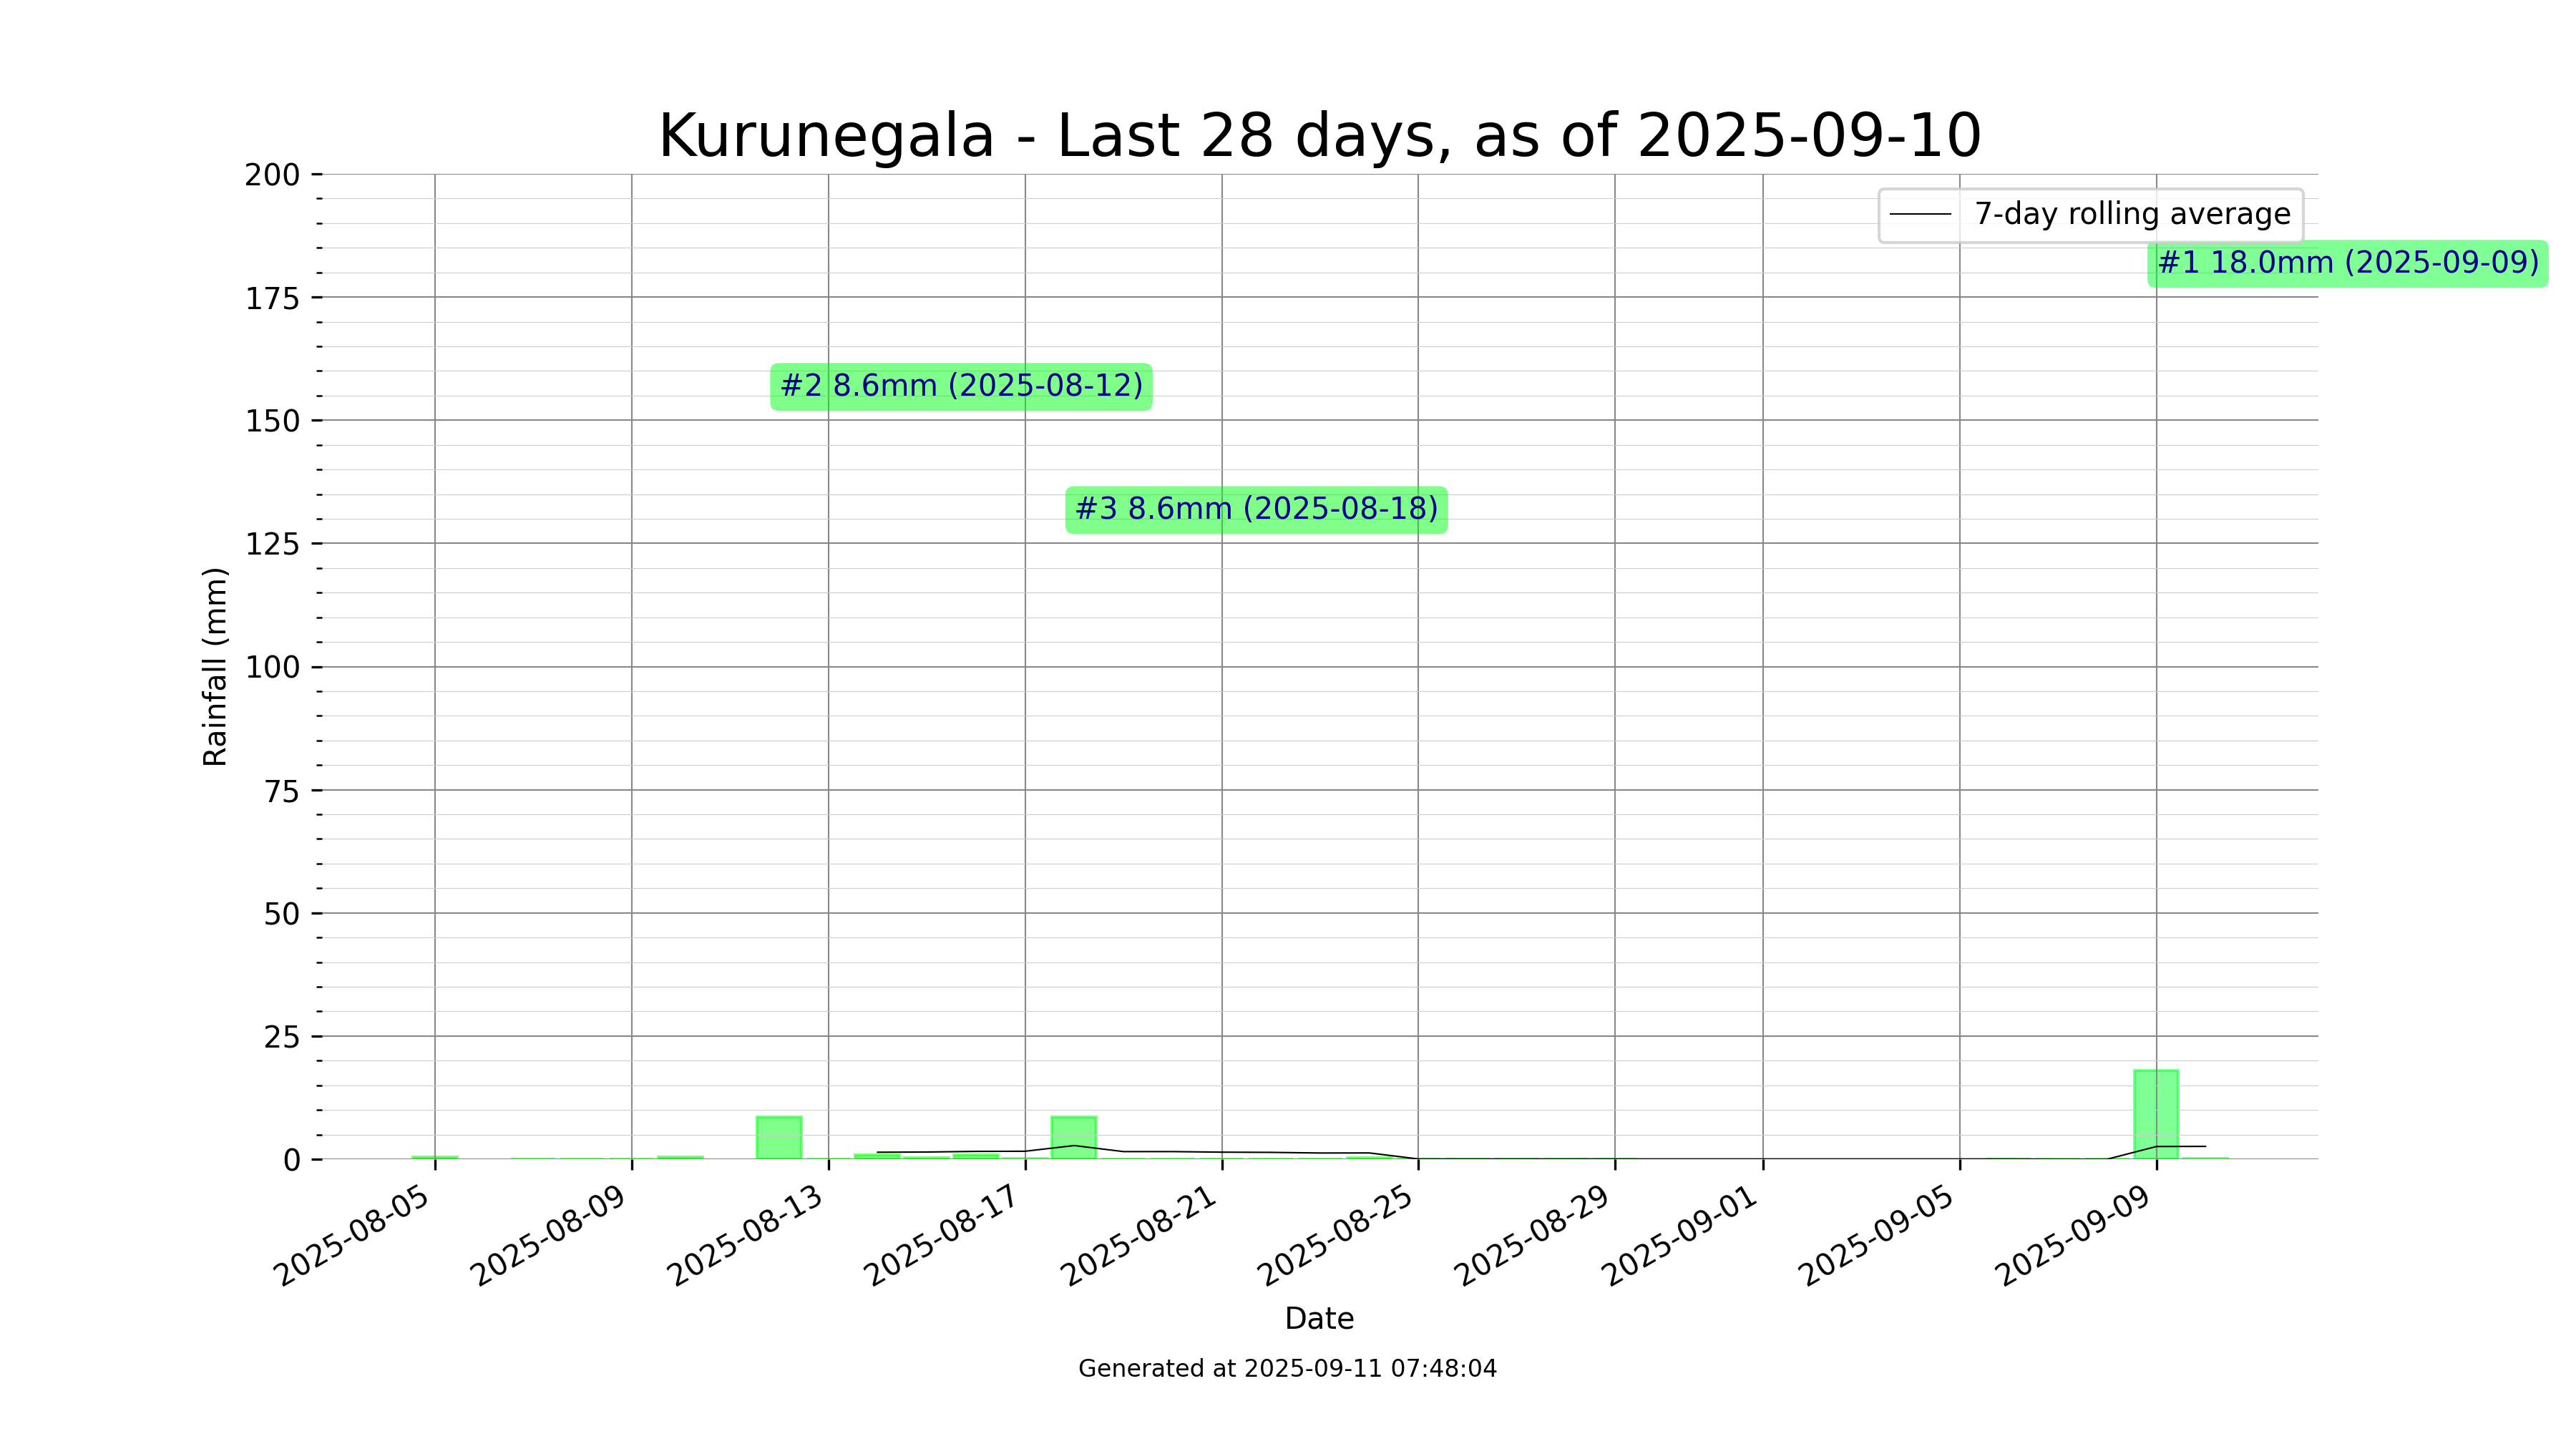 Kurunegala - Last 28 days, as of 2025-09-10
7-day rolling average
#1 18.0mm (2025-09-09)
#2 8.6mm (2025-08-12)
#3 8.6mm (2025-08-18)
Rainfall (mm)
200
175
150
125
100
75
50
25
0
2025-08-05
2025-08-09
2025-08-13
2025-08-17
2025-08-21
2025-08-25
2025-08-29
2025-09-01
2025-09-05
2025-09-09
Date
Generated at 2025-09-11 07:48:04